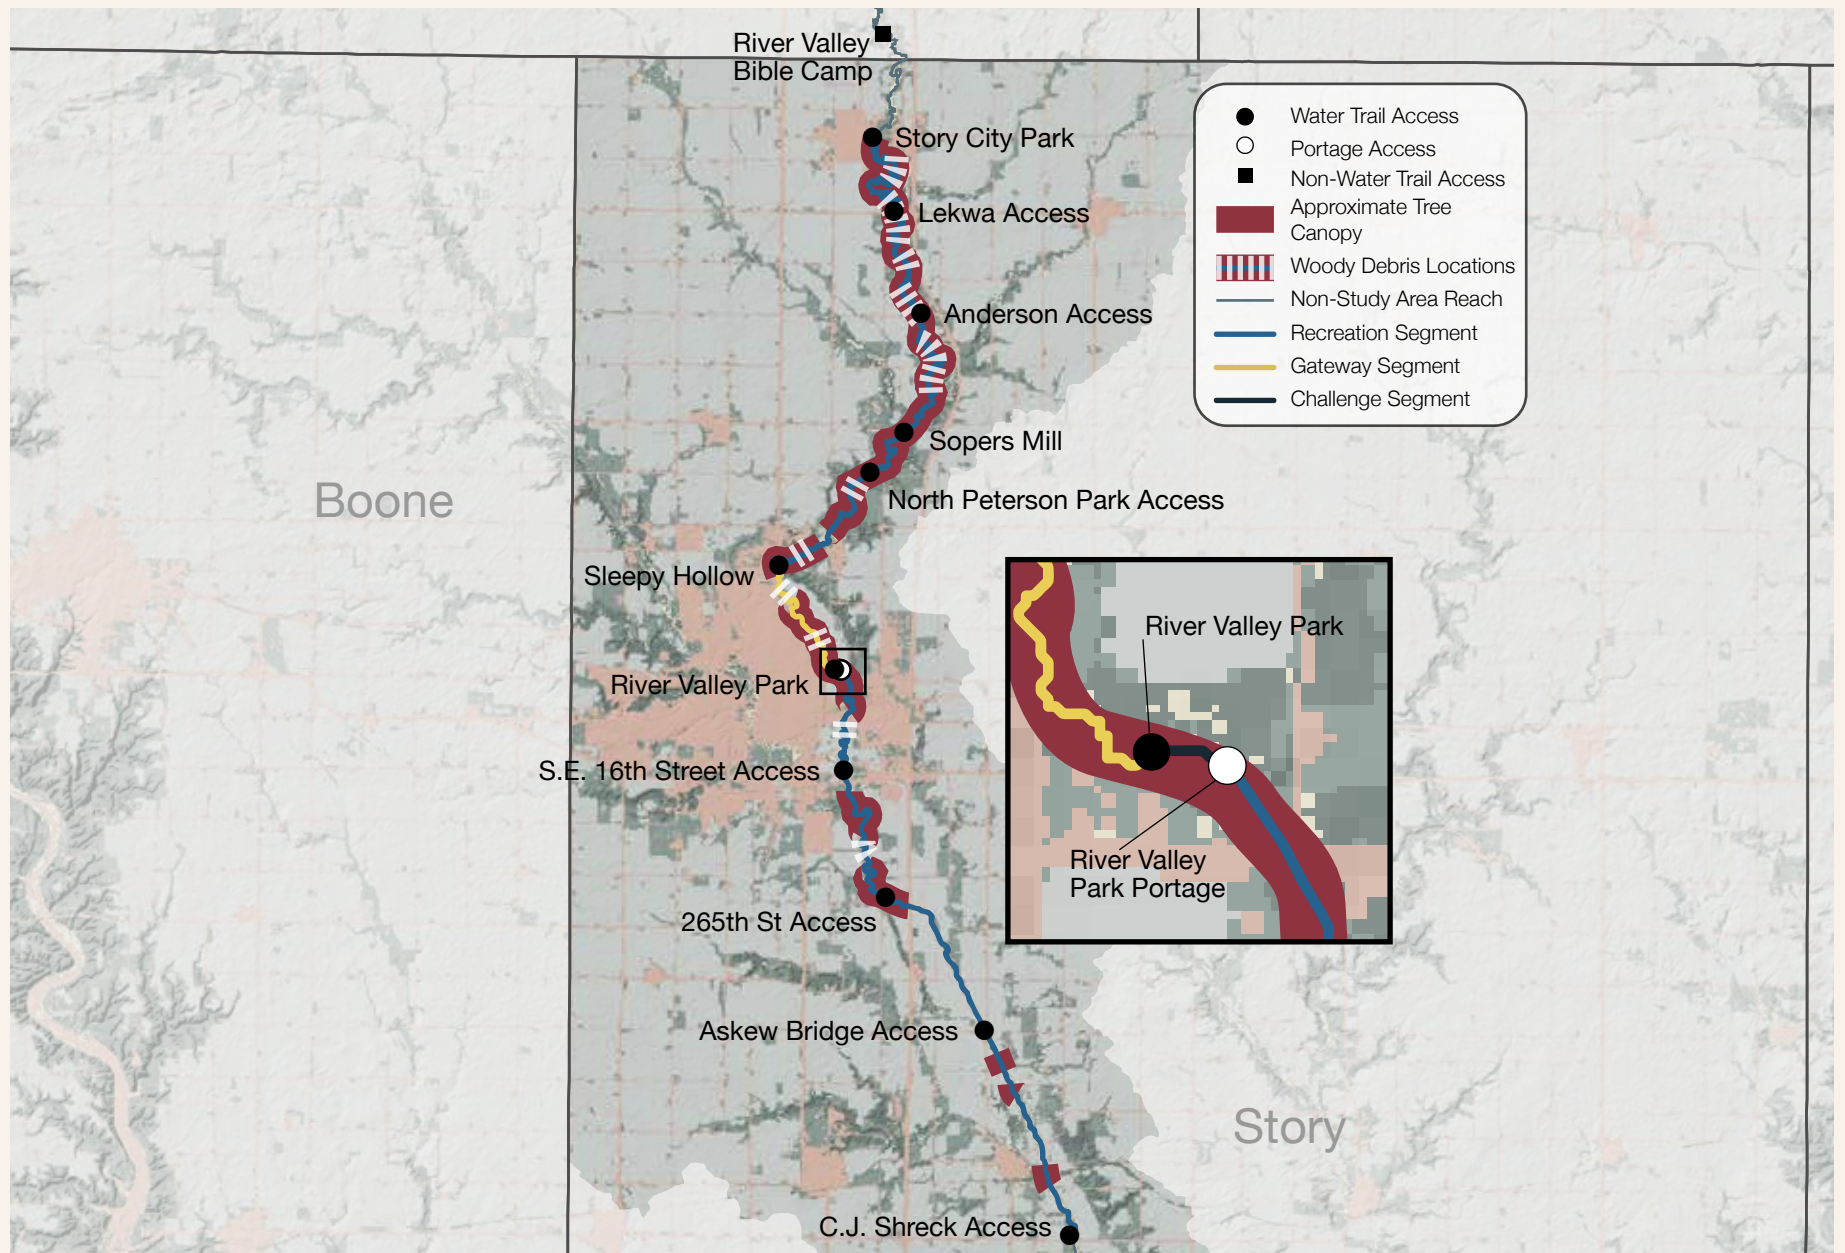 River Valley
Bible Camp
Story City Park
Lekwa Access
Anderson Access
Sopers Mill
North Peterson Park Access
Sleepy Hollow
River Valley Park
S.E. 16th Street Access
265th St Access
Askew Bridge Access
C.J. Shreck Access
Boone
Story
Water Trail Access
Portage Access
Non-Water Trail Access
Approximate Tree
Canopy
Woody Debris Locations
Non-Study Area Reach
Recreation Segment
Gateway Segment
Challenge Segment
River Valley Park
River Valley
Park Portage